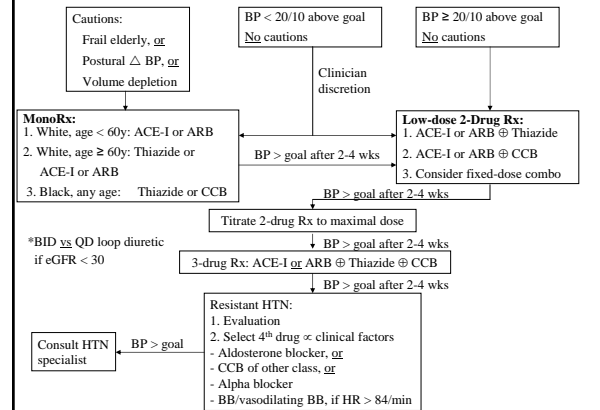 Cautions:
Frail elderly, or
Postural △ BP, or
Volume depletion
BP < 20/10 above goal
No cautions
BP ≥ 20/10 above goal
No cautions
Clinician
discretion
MonoRx:
1. White, age < 60y: ACE-I or ARB
2. White, age ≥ 60y: Thiazide or
ACE-I or ARB
3. Black, any age: Thiazide or CCB
BP > goal after 2-4 wks
Low-dose 2-Drug Rx:
1. ACE-I or ARB ⊕ Thiazide
2. ACE-I or ARB ⊕ CCB
3. Consider fixed-dose combo
BP > goal after 2-4 wks
Titrate 2-drug Rx to maximal dose
*BID vs QD loop diuretic
if eGFR < 30
BP > goal after 2-4 wks
3-drug Rx: ACE-I or ARB ⊕ Thiazide ⊕ CCB
BP > goal after 2-4 wks
Resistant HTN:
1. Evaluation
2. Select 4th drug ∝ clinical factors
- Aldosterone blocker, or
- CCB of other class, or
- Alpha blocker
- BB/vasodilating BB, if HR > 84/min
BP > goal
Consult HTN
specialist